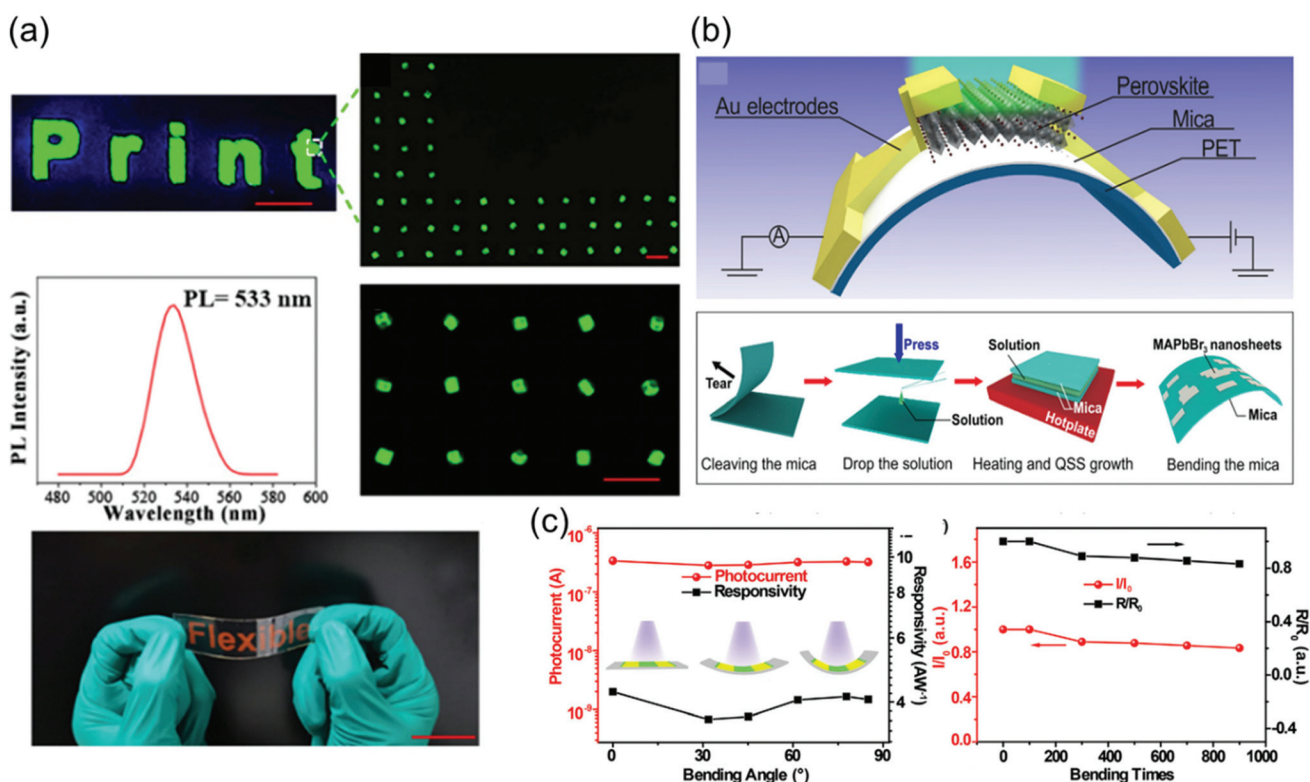 (a)
Print
PL= 533 nm
PL Intensity (a.u.)
480 500 520 540 560 580 600
Wavelength (nm)
Flexible
(b)
Au electrodes
Perovskite
Mica
PET
A
Tear
Press
Solution
Solution
Mica
Hotplate
MAPbBr₃ nanosheets
Mica
Cleaving the mica
Drop the solution
Heating and QSS growth
Bending the mica
(c)
10⁻⁶
10⁻⁷
10⁻⁸
10⁻⁹
Photocurrent (A)
Photocurrent
Responsivity
10
8
6
4
Responsivity (AW⁻¹)
0 30 60 90
Bending Angle (°)
)
1.6
1.2
0.8
0.4
0.0
I/I₀ (a.u.)
I/I₀
R/R₀
0.8
0.4
-0.0
-0.4
R/R₀ (a.u.)
0 200 400 600 800 1000
Bending Times